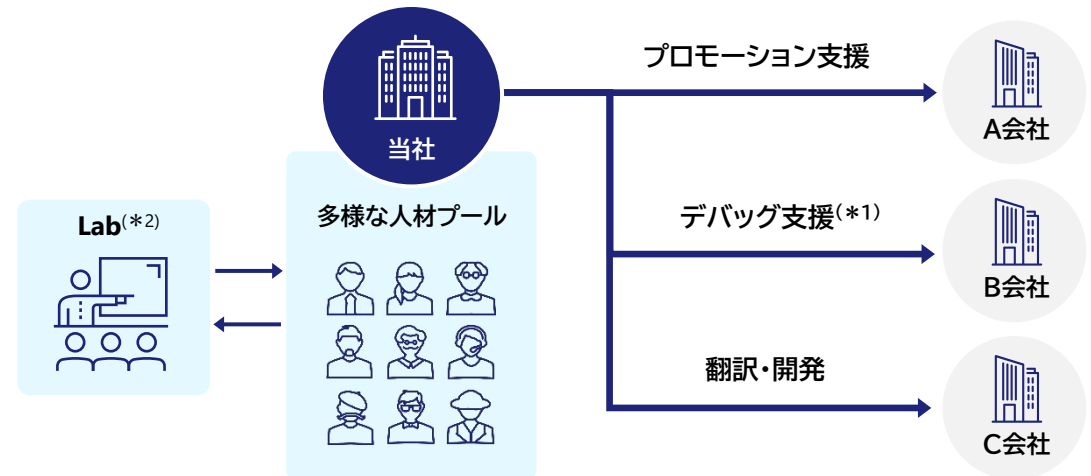 プロモーション支援
A会社
当社
多様な人材プール
Lab(*2)
デバッグ支援(*1)
B会社
翻訳・開発
C会社